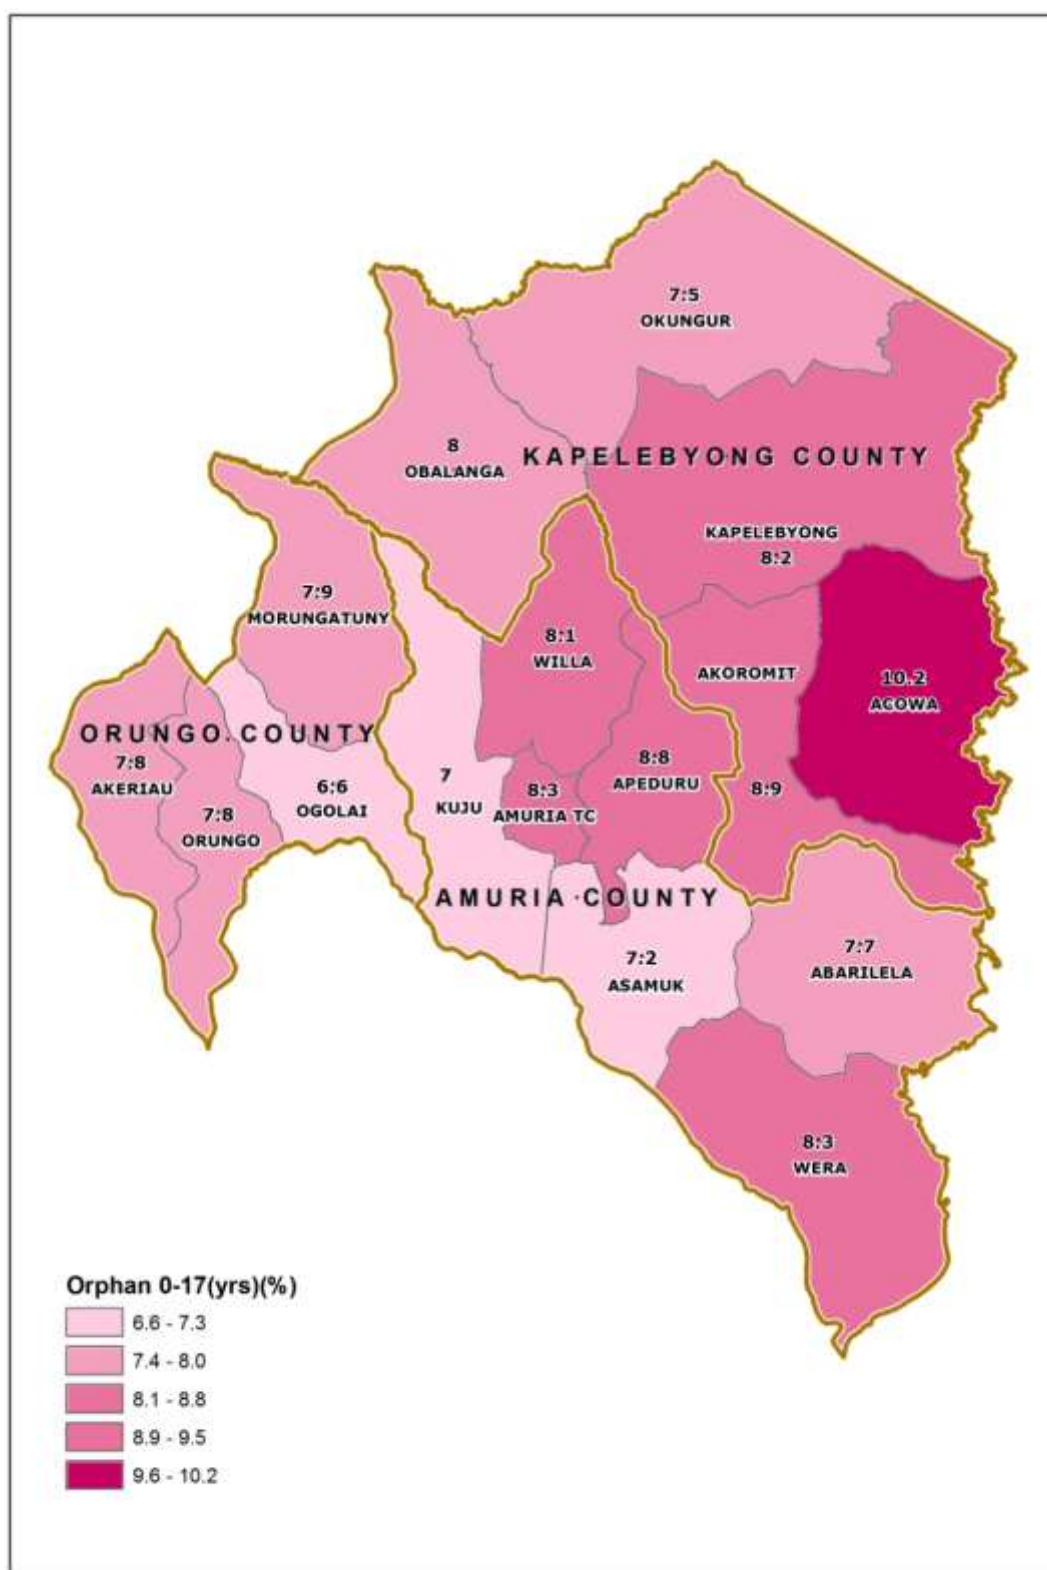 7:5
OKUNGUR
8
OBALANGA
KAPELEBYONG COUNTY
KAPELEBYONG
8:2
7:9
MORUNGATUNY
8:1
WILLA
AKOROMIT
10.2
ACOWA
ORUNGO. COUNTY
7:8
AKERIAU
6:6
OGOLAI
7
KUJU
8:3
AMURIA TC
8:8
APEDURU
8:9
7:8
ORUNGO
AMURIA COUNTY
7:2
ASAMUK
7:7
ABARILELA
8:3
WERA
Orphan 0-17(yrs)(%)
6.6 - 7.3
7.4 - 8.0
8.1 - 8.8
8.9 - 9.5
9.6 - 10.2